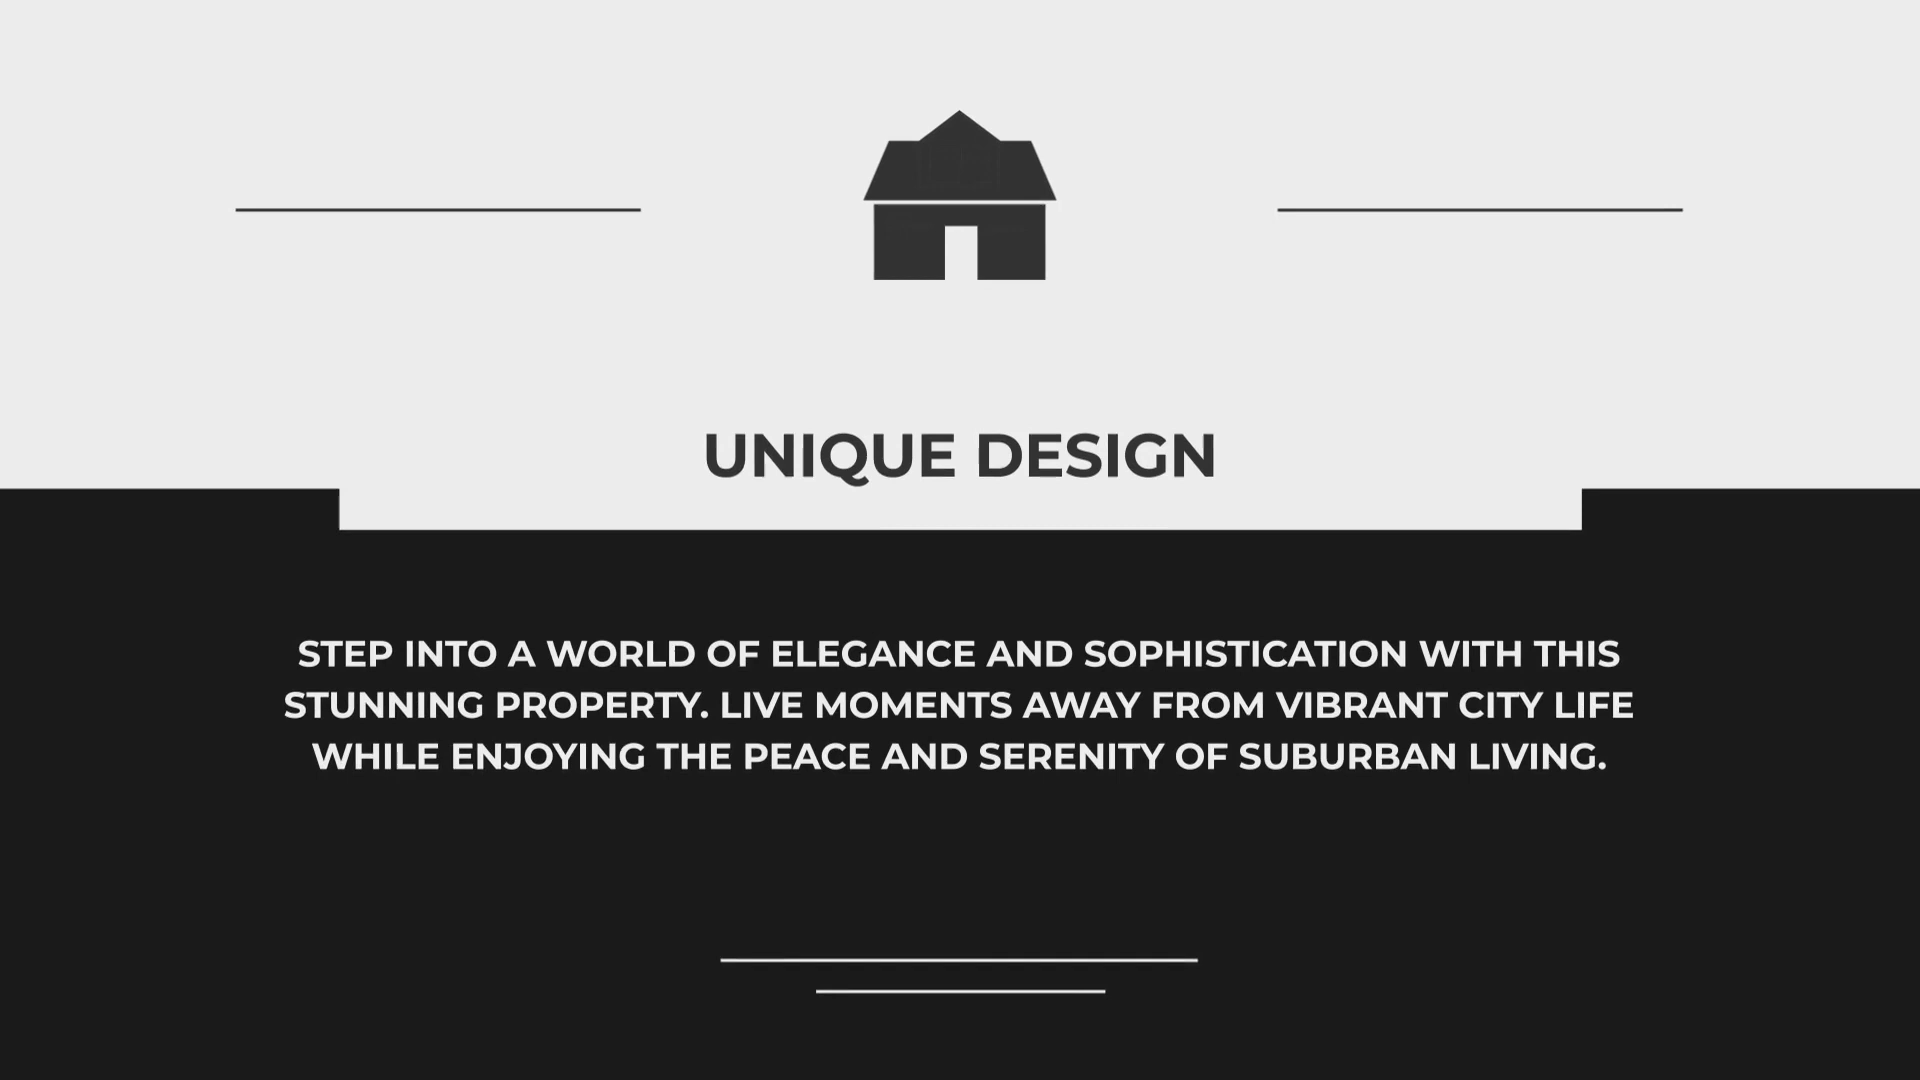 UNIQUE DESIGN
STEP INTO A WORLD OF ELEGANCE AND SOPHISTICATION WITH THIS
STUNNING PROPERTY. LIVE MOMENTS AWAY FROM VIBRANT CITY LIFE
WHILE ENJOYING THE PEACE AND SERENITY OF SUBURBAN LIVING.